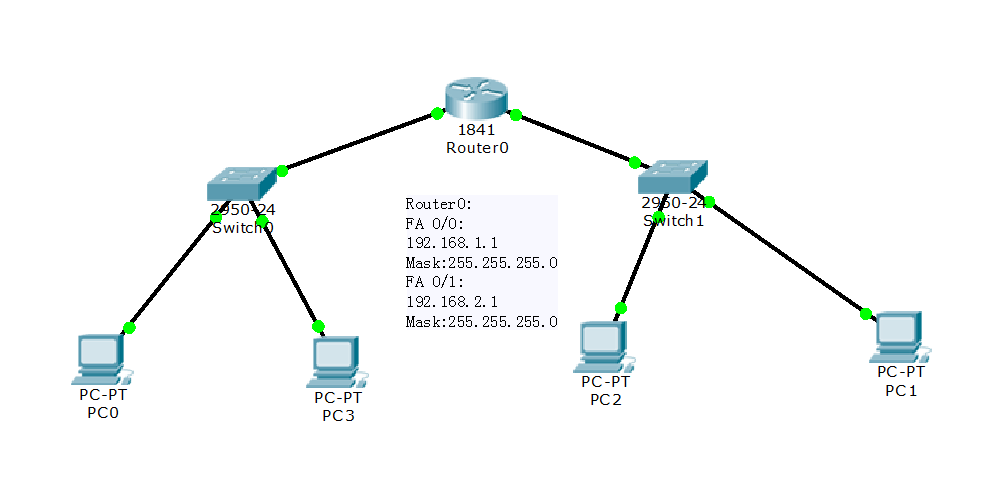 1841
Router0
2950-24
Switch0
2950-24
Switch1
Router0:
FA 0/0:
192.168.1.1
Mask:255.255.255.0
FA 0/1:
192.168.2.1
Mask:255.255.255.0
PC-PT
PC0
PC-PT
PC3
PC-PT
PC2
PC-PT
PC1